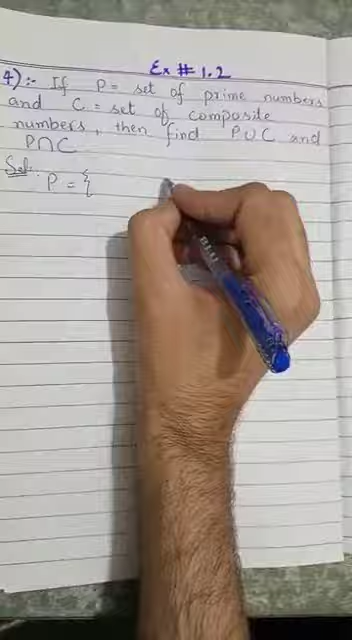 Ex # 1.2
4):- If P = set of prime numbers
and C = set of composite
numbers, then find P∪C and
P∩C
Sol:
P = {